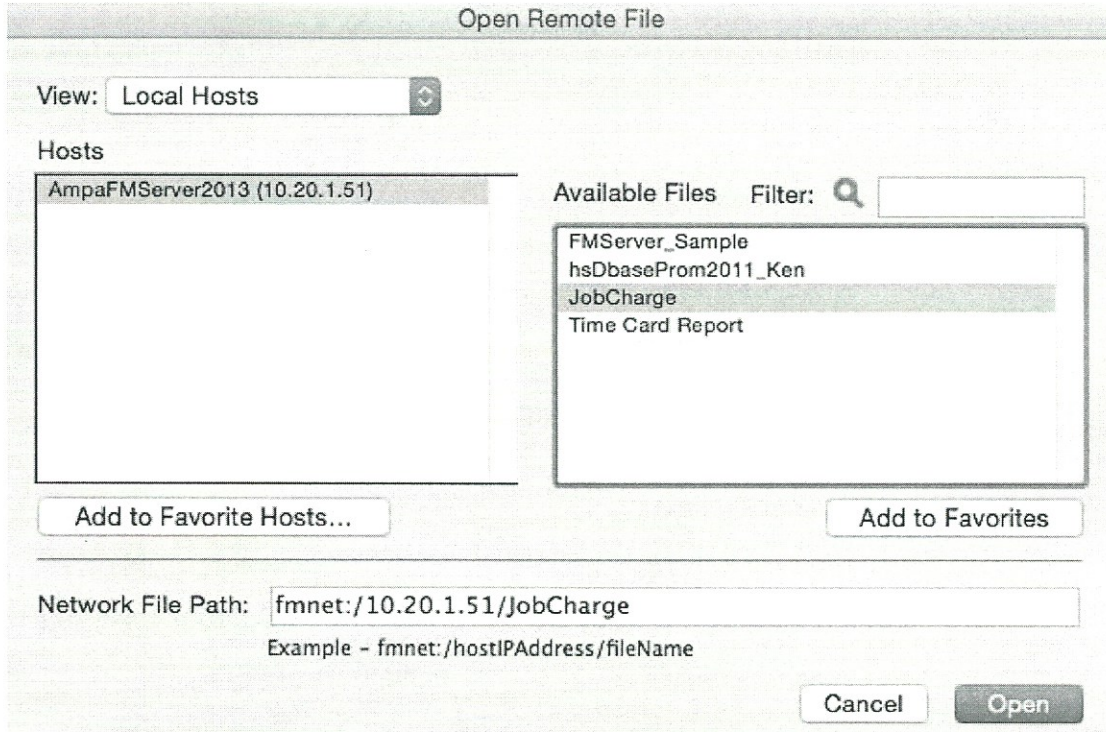 Open Remote File
View: Local Hosts
Hosts
AmpaFMServer2013 (10.20.1.51)
Available Files Filter:
FMServer_Sample
hsDbaseProm2011_Ken
JobCharge
Time Card Report
Add to Favorite Hosts...
Add to Favorites
Network File Path: fmnet:/10.20.1.51/JobCharge
Example - fmnet:/hostIPAddress/fileName
Cancel Open